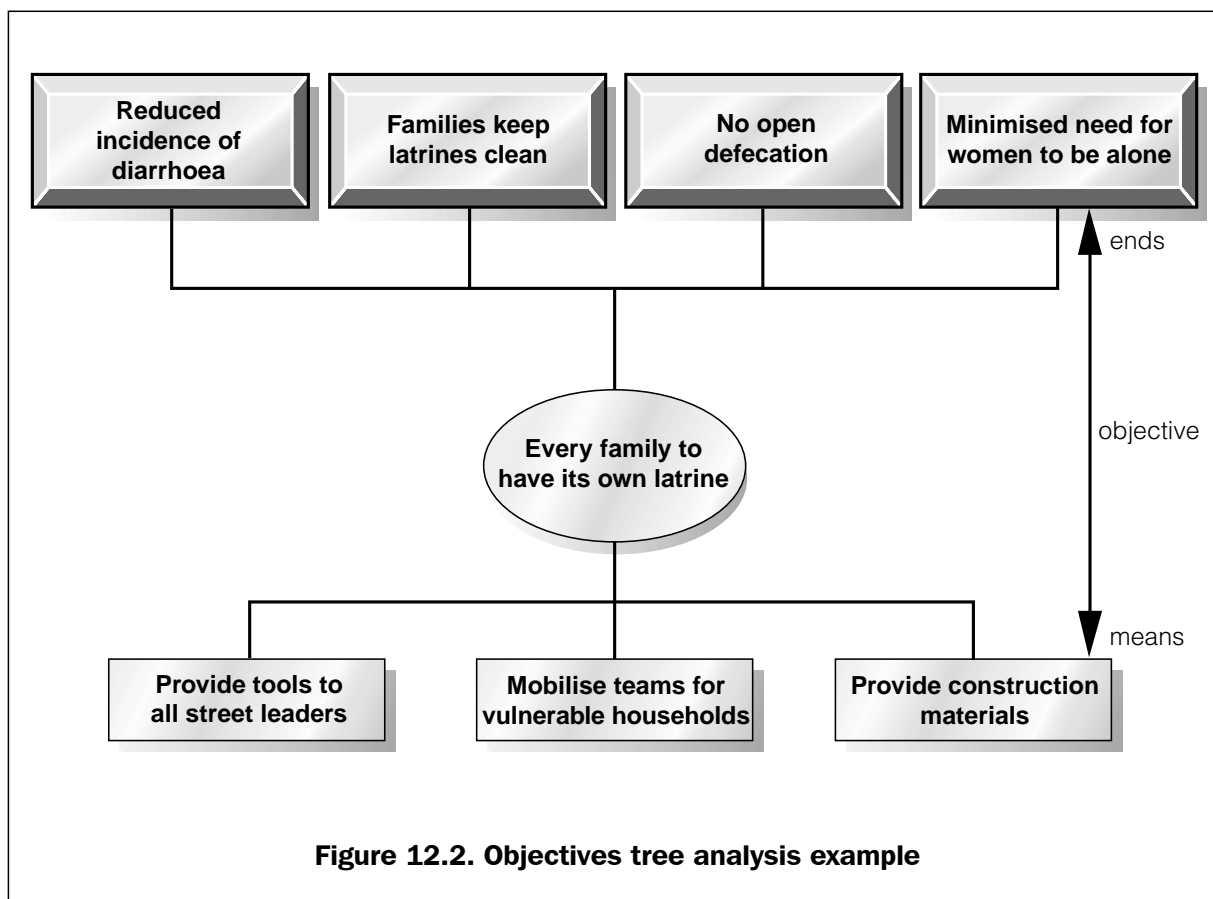 Reduced
incidence of
diarrhoea
Families keep
latrines clean
No open
defecation
Minimised need for
women to be alone
ends
Every family to
have its own latrine
objective
means
Provide tools to
all street leaders
Mobilise teams for
vulnerable households
Provide construction
materials
Figure 12.2. Objectives tree analysis example